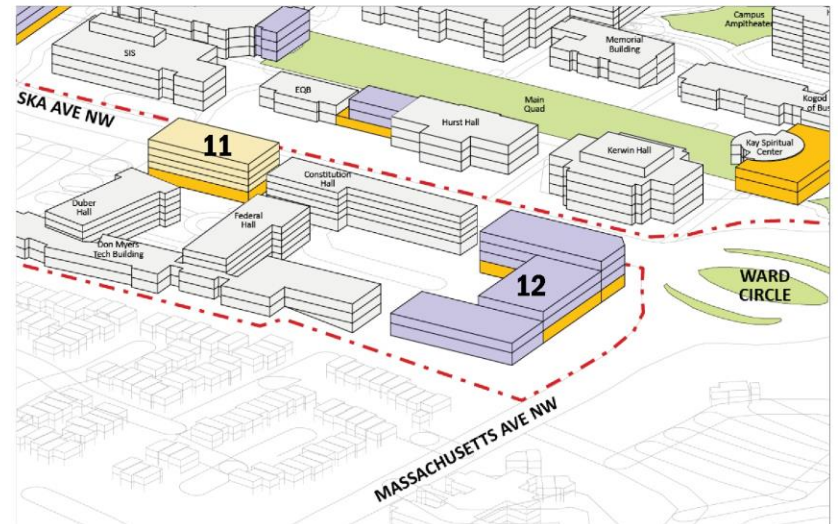 Campus
Ampitheater
SIS
Memorial
Building
EQB
Main
Quad
Kogod
of Bus
SKA AVE NW
Hurst Hall
11
Kerwin Hall
Kay Spiritual
Center
Constitution
Hall
Duber
Hall
Federal
Hall
Don Myers
Tech Building
12
WARD
CIRCLE
MASSACHUSETTS AVE NW